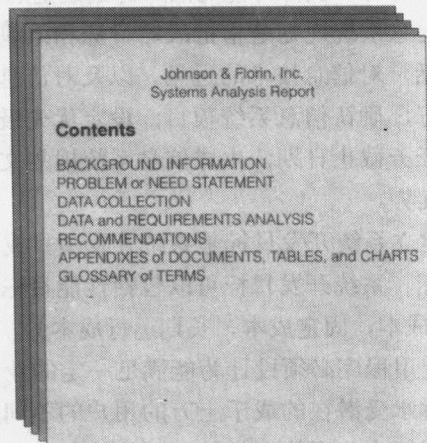 Johnson & Florin, Inc.
Systems Analysis Report
Contents
BACKGROUND INFORMATION
PROBLEM or NEED STATEMENT
DATA COLLECTION
DATA and REQUIREMENTS ANALYSIS
RECOMMENDATIONS
APPENDIXES of DOCUMENTS, TABLES, and CHARTS
GLOSSARY of TERMS